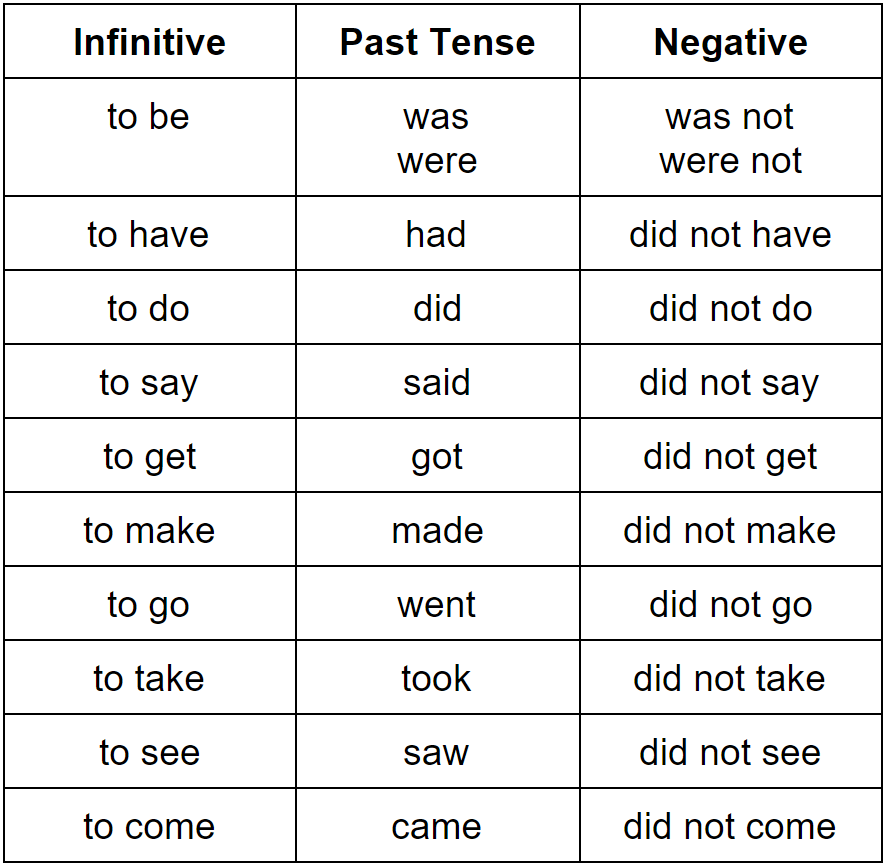 Infinitive Past Tense Negative
to be was was not
were were not
to have had did not have
to do did did not do
to say said did not say
to get got did not get
to make made did not make
to go went did not go
to take took did not take
to see saw did not see
to come came did not come